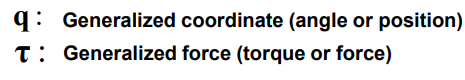 q : Generalized coordinate (angle or position)
τ : Generalized force (torque or force)